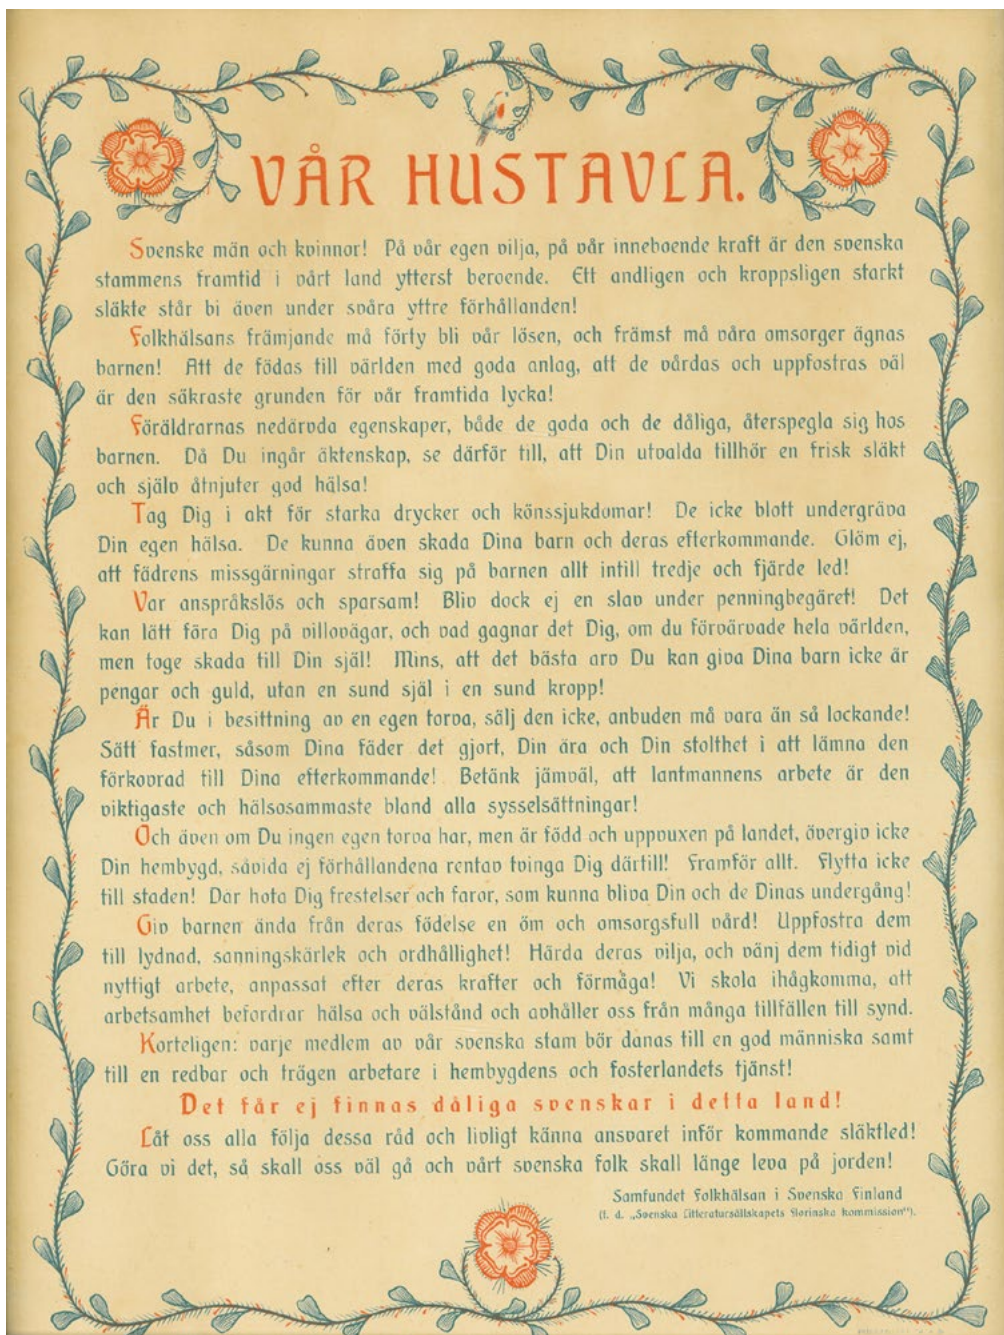 VÅR HUSTAVLA.
Svenske män och kvinnor! På vår egen vilja, på vår inneboende kraft är den svenska
stammens framtid i vårt land ytterst beroende. Ett andligen och kroppsligen starkt
släkte står bi även under svåra yttre förhållanden!
Folkhälsans främjande må förty bli vår lösen, och främst må våra omsorger ägnas
barnen! Att de födas till världen med goda anlag, att de vårdas och uppfostras väl
är den säkraste grunden för vår framtida lycka!
Föräldrarnas nedärvda egenskaper, både de goda och de dåliga, återspegla sig hos
barnen. Då Du ingår äktenskap, se därför till, att Din utvalda tillhör en frisk släkt
och själv åtnjuter god hälsa!
Tag Dig i akt för starka drycker och könssjukdomar! De icke blott undergräva
Din egen hälsa. De kunna även skada Dina barn och deras efterkommande. Glöm ej,
att fädrens missgärningar straffa sig på barnen allt intill tredje och fjärde led!
Var anspråkslös och sparsam! Bliv dock ej en slav under penningbegäret! Det
kan lätt föra Dig på villovägar, och vad gagnar det Dig, om du förvärvade hela världen,
men toge skada till Din själ! Mins, att det bästa arv Du kan giva Dina barn icke är
pengar och guld, utan en sund själ i en sund kropp!
Är Du i besittning av en egen torva, sälj den icke, anbuden må vara än så lockande!
Sätt fastmer, såsom Dina fäder det gjort, Din ära och Din stolthet i att lämna den
förkovrad till Dina efterkommande! Betänk jämväl, att lantmannens arbete är den
viktigaste och hälsosammaste bland alla sysselsättningar!
Och även om Du ingen egen torva har, men är född och uppvuxen på landet, övergiv icke
Din hembygd, såvida ej förhållandena rentav tvinga Dig därtill! Framför allt. Flytta icke
till staden! Där hota Dig frestelser och faror, som kunna bliva Din och de Dinas undergång!
Giv barnen ända från deras födelse en öm och omsorgsfull vård! Uppfostra dem
till lydnad, sanningskärlek och ordhållighet! Härda deras vilja, och vänj dem tidigt vid
nyttigt arbete, anpassat efter deras krafter och förmåga! Vi skola ihågkomma, att
arbetsamhet befordrar hälsa och välstånd och avhåller oss från många tillfällen till synd.
Korteligen: varje medlem av vår svenska stam bör danas till en god människa samt
till en redbar och trägen arbetare i hembygdens och fosterlandets tjänst!
Det får ej finnas dåliga svenskar i detta land!
Låt oss alla följa dessa råd och livligt känna ansvaret inför kommande släktled!
Göra vi det, så skall oss väl gå och vårt svenska folk skall länge leva på jorden!
Samfundet Folkhälsan i Svenska Finland
(f. d. „Svenska Litteratursällskapets Florinska kommission").